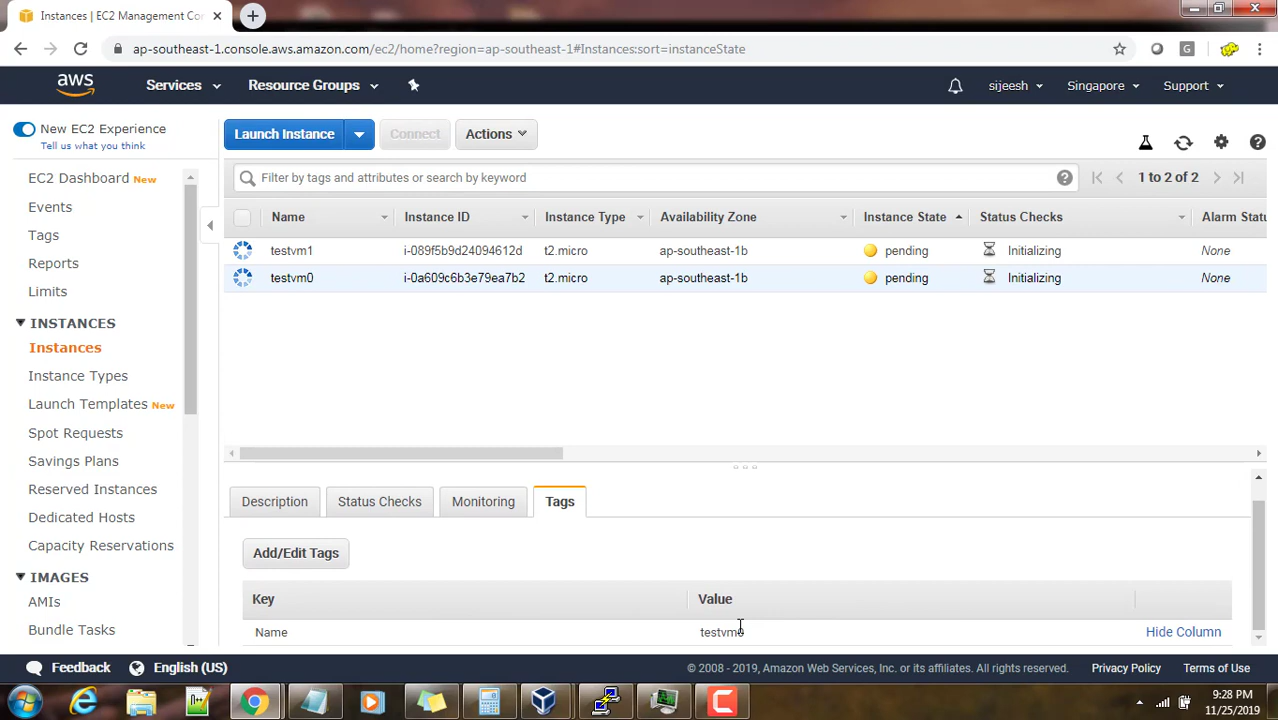 Instances | EC2 Management Con
ap-southeast-1.console.aws.amazon.com/ec2/home?region=ap-southeast-1#Instances:sort=instanceState
aws
Services
Resource Groups
sijeesh
Singapore
Support
New EC2 Experience
Tell us what you think
Launch Instance
Connect
Actions
EC2 Dashboard New
Events
Tags
Reports
Limits
INSTANCES
Instances
Instance Types
Launch Templates New
Spot Requests
Savings Plans
Reserved Instances
Dedicated Hosts
Capacity Reservations
IMAGES
AMIs
Bundle Tasks
Filter by tags and attributes or search by keyword
1 to 2 of 2
Name Instance ID Instance Type Availability Zone Instance State Status Checks Alarm Statu
testvm1 i-089f5b9d24094612d t2.micro ap-southeast-1b pending Initializing None
testvm0 i-0a609c6b3e79ea7b2 t2.micro ap-southeast-1b pending Initializing None
Description
Status Checks
Monitoring
Tags
Add/Edit Tags
Key Value
Name testvm0 Hide Column
Feedback
English (US)
© 2008 - 2019, Amazon Web Services, Inc. or its affiliates. All rights reserved.
Privacy Policy
Terms of Use
9:28 PM
11/25/2019